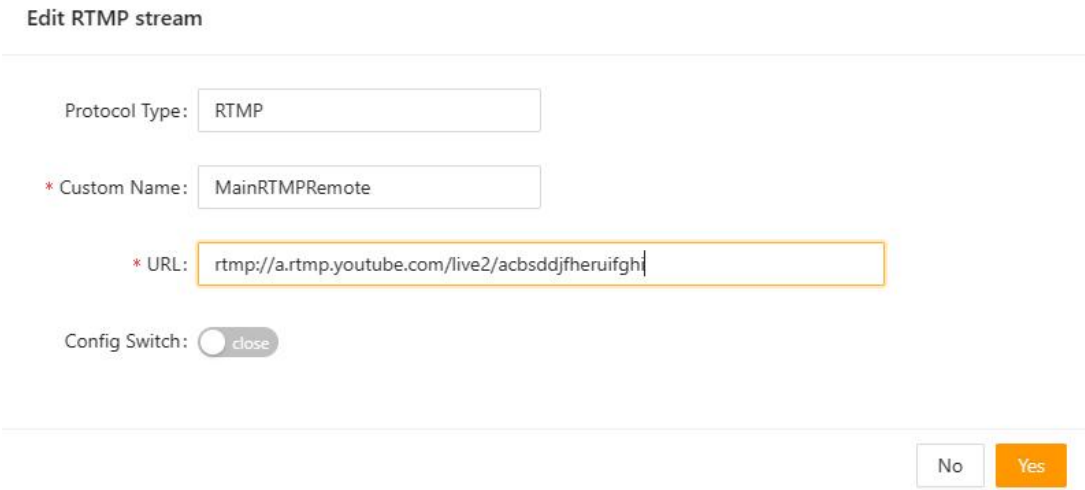 Edit RTMP stream
Protocol Type: RTMP
* Custom Name: MainRTMPRemote
* URL: rtmp://a.rtmp.youtube.com/live2/acbsddjfheruifghi
Config Switch: close
No Yes